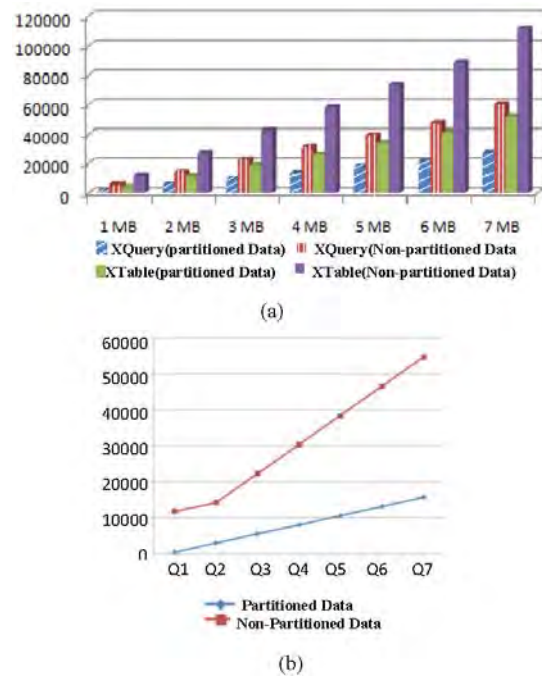 120000
100000
80000
60000
40000
20000
0
1 MB 2 MB 3 MB 4 MB 5 MB 6 MB 7 MB
XQuery(partitioned Data) XQuery(Non-partitioned Data
XTable(partitioned Data) XTable(Non-partitioned Data)
(a)
60000
50000
40000
30000
20000
10000
0
Q1 Q2 Q3 Q4 Q5 Q6 Q7
Partitioned Data
Non-Partitioned Data
(b)